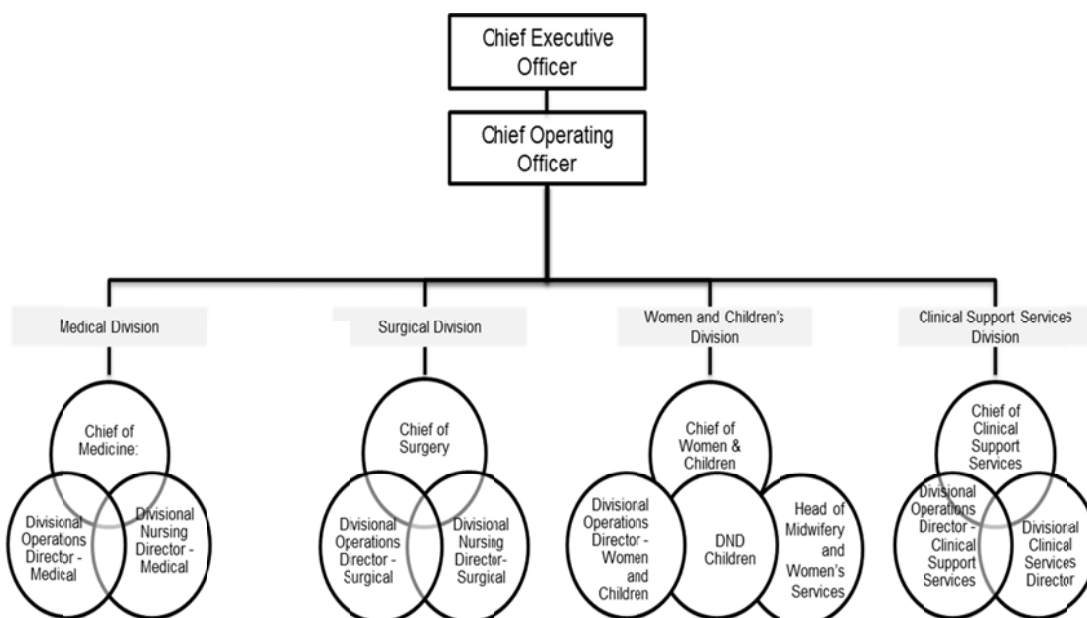 Chief Executive
Officer
Chief Operating
Officer
Medical Division
Surgical Division
Women and Children's
Division
Clinical Support Services
Division
Chief of
Medicine:
Divisional
Operations
Director -
Medical
Divisional
Nursing
Director -
Medical
Chief of
Surgery
Divisional
Operations
Director -
Surgical
Divisional
Nursing
Director-
Surgical
Chief of
Women &
Children
Divisional
Operations
Director -
Women
and
Children
DND
Children
Head of
Midwifery
and
Women's
Services
Chief of
Clinical
Support
Services
Divisional
Operations
Director -
Clinical
Support
Services
Divisional
Clinical
Services
Director